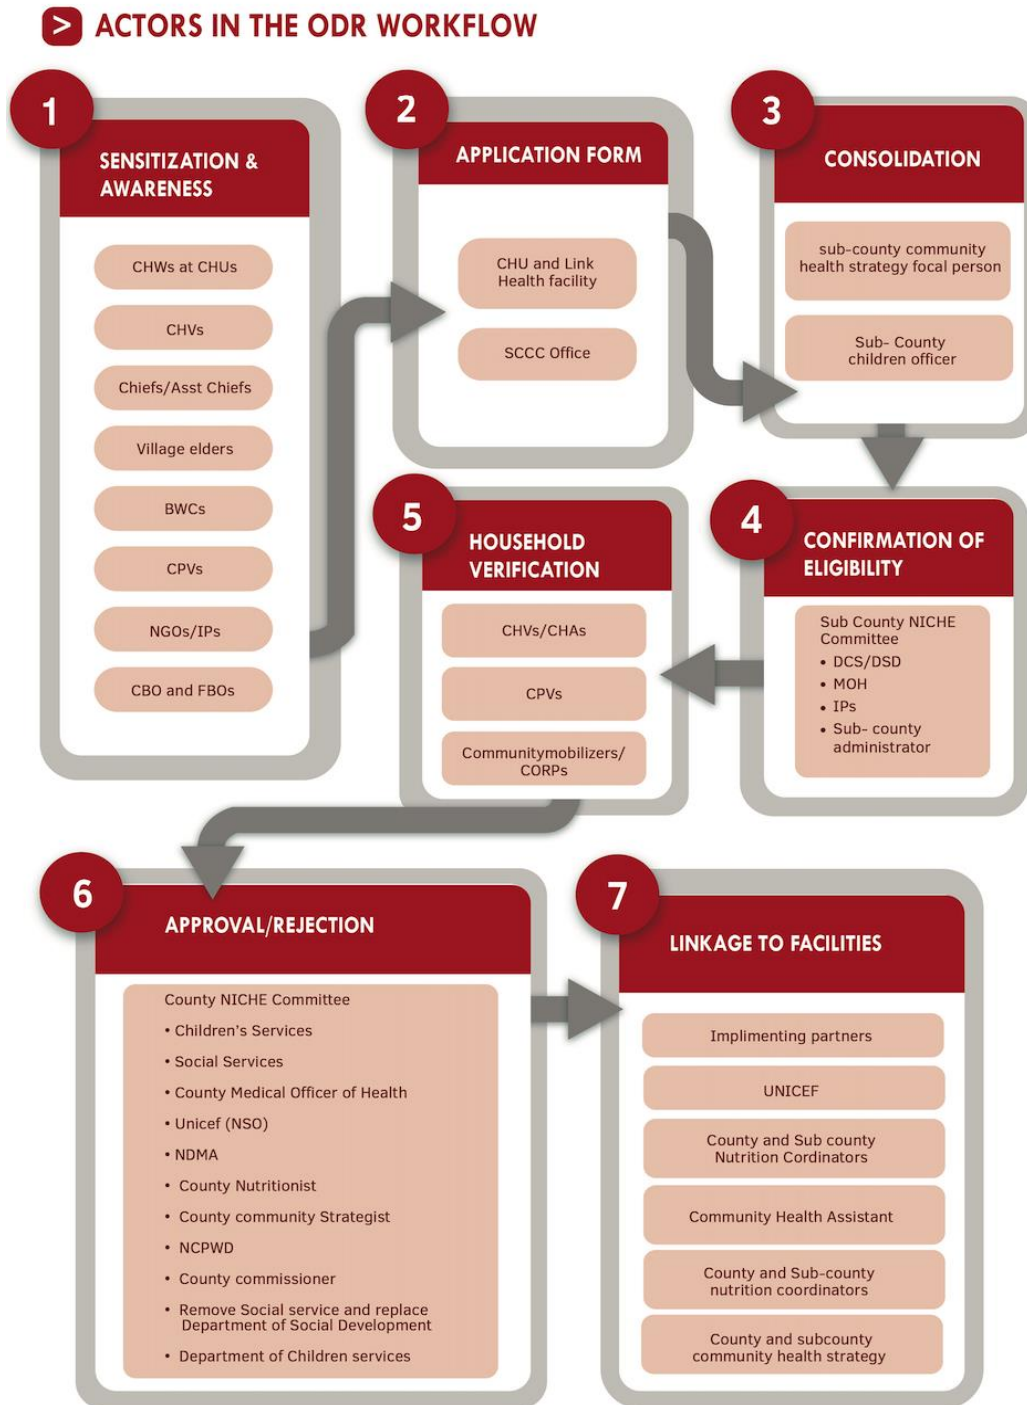 > ACTORS IN THE ODR WORKFLOW
1
SENSITIZATION &
AWARENESS
CHWs at CHUs
CHVs
Chiefs/Asst Chiefs
Village elders
BWCs
CPVs
NGOs/IPs
CBO and FBOs
2
APPLICATION FORM
CHU and Link
Health facility
SCCC Office
3
CONSOLIDATION
sub-county community
health strategy focal person
Sub- County
children officer
4
CONFIRMATION OF
ELIGIBILITY
Sub County NICHE
Committee
• DCS/DSD
• MOH
• IPs
• Sub- county
administrator
5
HOUSEHOLD
VERIFICATION
CHVs/CHAs
CPVs
Communitymobilizers/
CORPs
6
APPROVAL/REJECTION
County NICHE Committee
• Children's Services
• Social Services
• County Medical Officer of Health
• Unicef (NSO)
• NDMA
• County Nutritionist
• County community Strategist
• NCPWD
• County commissioner
• Remove Social service and replace
Department of Social Development
• Department of Children services
7
LINKAGE TO FACILITIES
Implimenting partners
UNICEF
County and Sub county
Nutrition Cordinators
Community Health Assistant
County and Sub-county
nutrition coordinators
County and subcounty
community health strategy